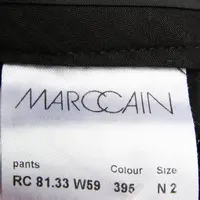 MARCCAIN
pants Colour Size
RC 81.33 W59 395 N 2